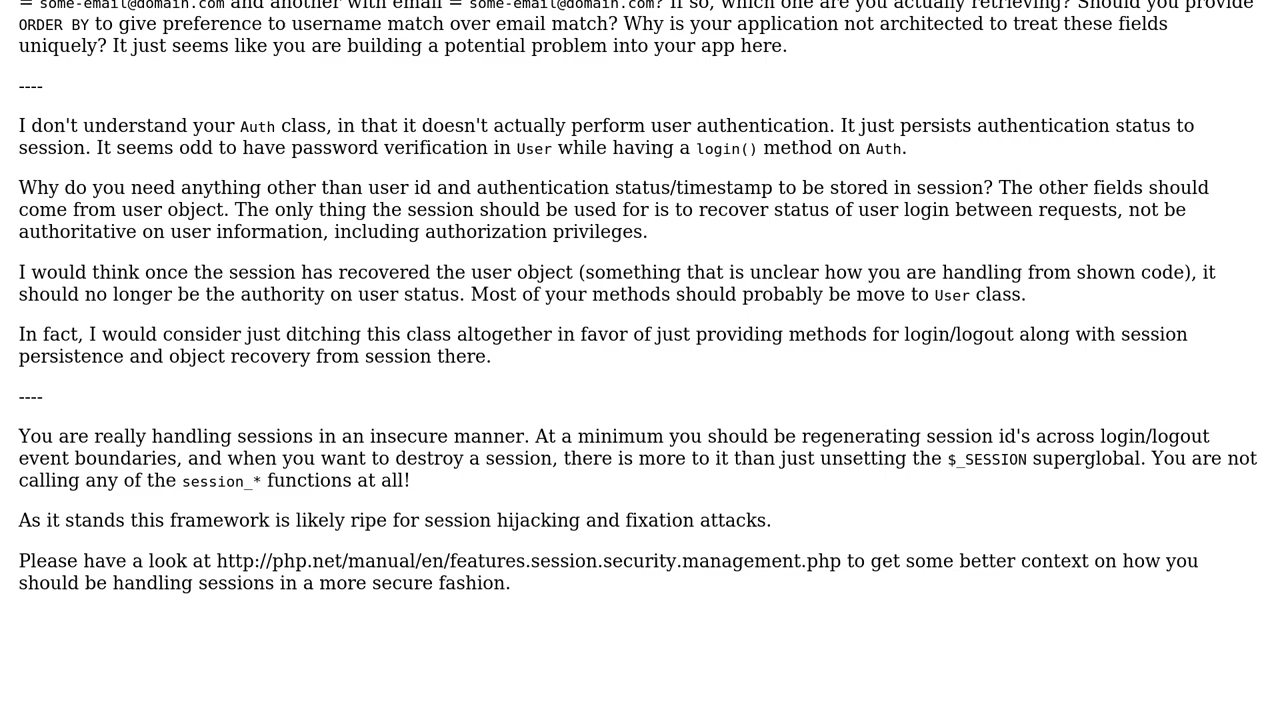 = some-email@domain.com and another with email = some-email@domain.com? If so, which one are you actually retrieving? Should you provide
ORDER BY to give preference to username match over email match? Why is your application not architected to treat these fields
uniquely? It just seems like you are building a potential problem into your app here.
----
I don't understand your Auth class, in that it doesn't actually perform user authentication. It just persists authentication status to
session. It seems odd to have password verification in User while having a login() method on Auth.
Why do you need anything other than user id and authentication status/timestamp to be stored in session? The other fields should
come from user object. The only thing the session should be used for is to recover status of user login between requests, not be
authoritative on user information, including authorization privileges.
I would think once the session has recovered the user object (something that is unclear how you are handling from shown code), it
should no longer be the authority on user status. Most of your methods should probably be move to User class.
In fact, I would consider just ditching this class altogether in favor of just providing methods for login/logout along with session
persistence and object recovery from session there.
----
You are really handling sessions in an insecure manner. At a minimum you should be regenerating session id's across login/logout
event boundaries, and when you want to destroy a session, there is more to it than just unsetting the $_SESSION superglobal. You are not
calling any of the session_* functions at all!
As it stands this framework is likely ripe for session hijacking and fixation attacks.
Please have a look at http://php.net/manual/en/features.session.security.management.php to get some better context on how you
should be handling sessions in a more secure fashion.